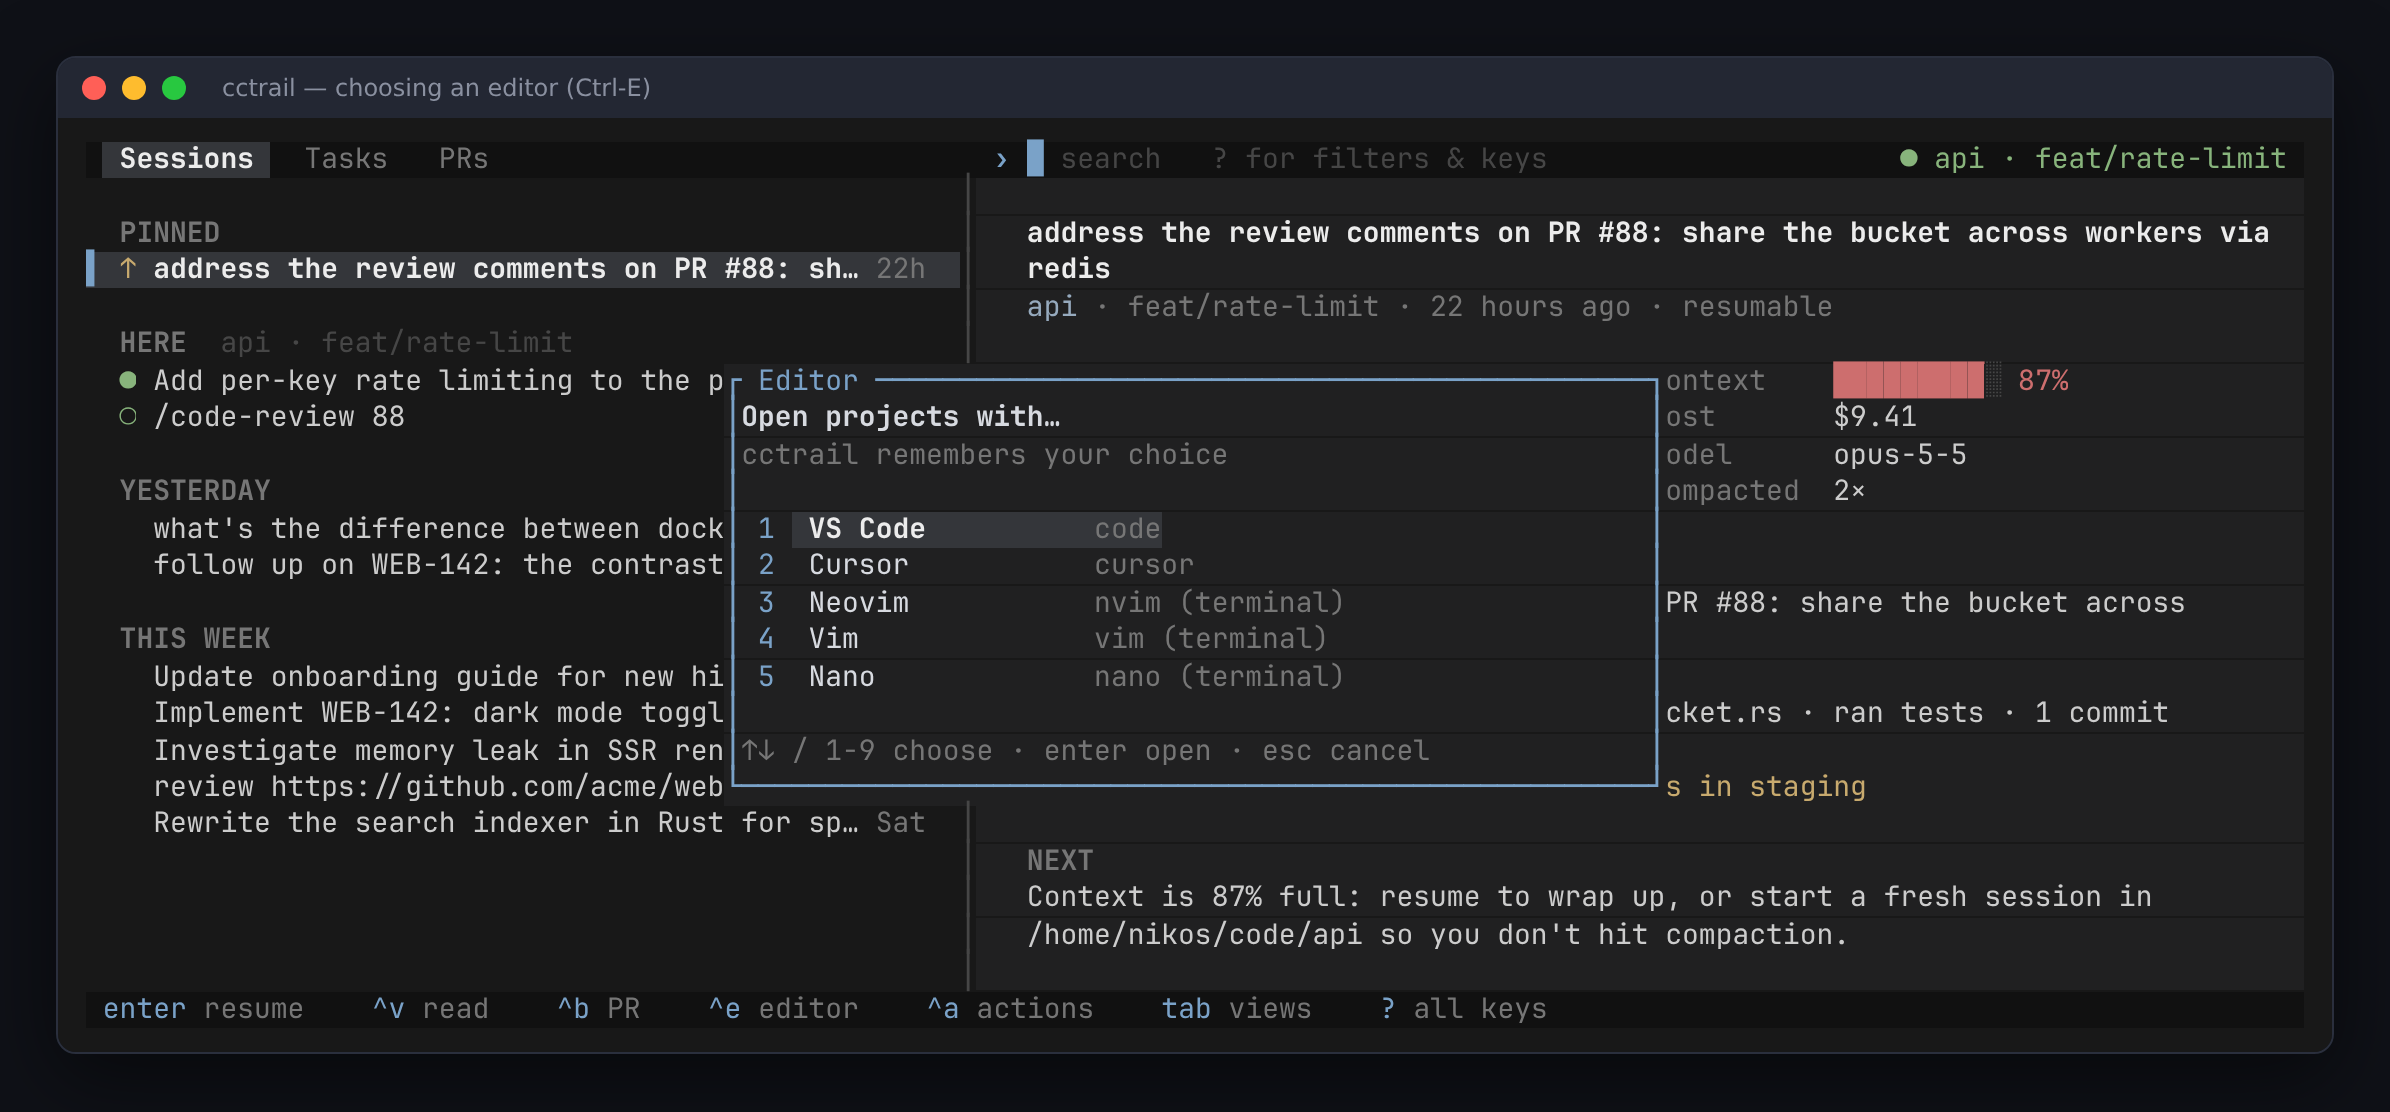 cctrail — choosing an editor (Ctrl-E)
Sessions Tasks PRs
› search ? for filters & keys ● api · feat/rate-limit
PINNED
↑ address the review comments on PR #88: sh… 22h
HERE api · feat/rate-limit
● Add per-key rate limiting to the p
○ /code-review 88
YESTERDAY
what's the difference between dock
follow up on WEB-142: the contrast
THIS WEEK
Update onboarding guide for new hi
Implement WEB-142: dark mode toggl
Investigate memory leak in SSR ren
review https://github.com/acme/web
Rewrite the search indexer in Rust for sp… Sat
address the review comments on PR #88: share the bucket across workers via
redis
api · feat/rate-limit · 22 hours ago · resumable
ontext 87%
ost $9.41
odel opus-5-5
ompacted 2×
PR #88: share the bucket across
cket.rs · ran tests · 1 commit
s in staging
NEXT
Context is 87% full: resume to wrap up, or start a fresh session in
/home/nikos/code/api so you don't hit compaction.
Editor
Open projects with…
cctrail remembers your choice
1 VS Code code
2 Cursor cursor
3 Neovim nvim (terminal)
4 Vim vim (terminal)
5 Nano nano (terminal)
↑↓ / 1-9 choose · enter open · esc cancel
enter resume ^v read ^b PR ^e editor ^a actions tab views ? all keys